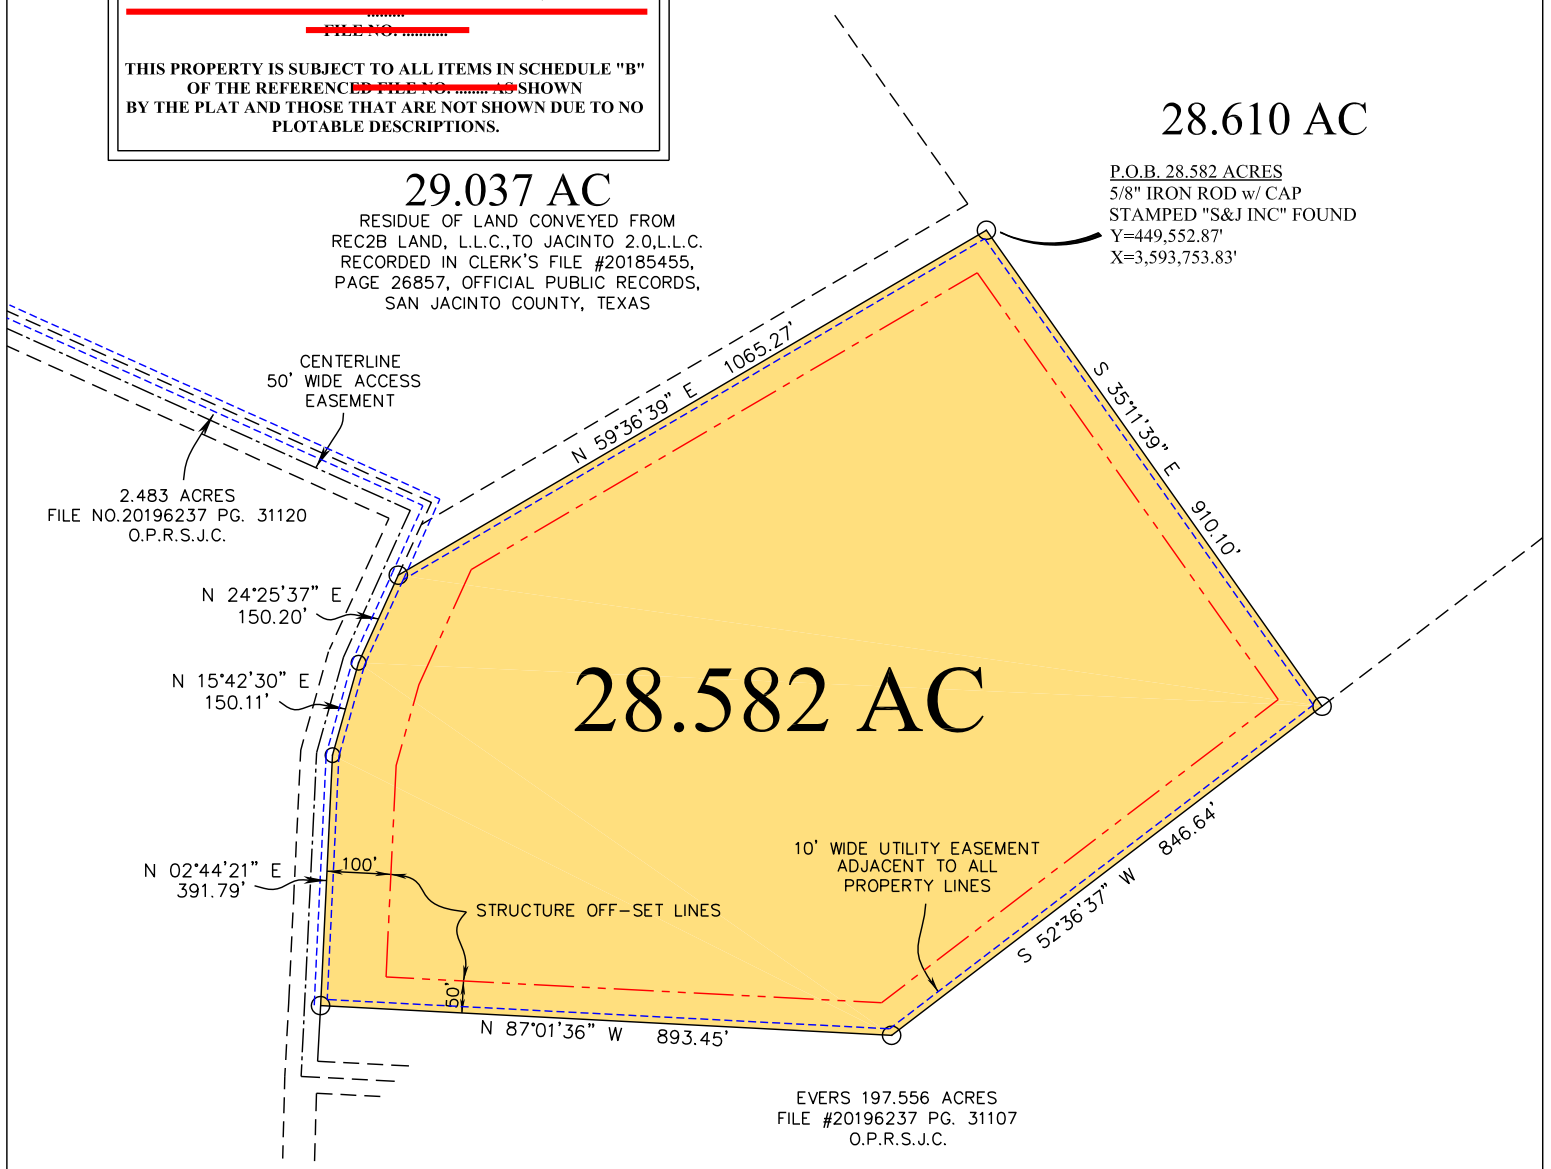 FILE NO. ...........
THIS PROPERTY IS SUBJECT TO ALL ITEMS IN SCHEDULE "B"
OF THE REFERENCED FILE NO. ........ AS SHOWN
BY THE PLAT AND THOSE THAT ARE NOT SHOWN DUE TO NO
PLOTABLE DESCRIPTIONS.
29.037 AC
RESIDUE OF LAND CONVEYED FROM
REC2B LAND, L.L.C.,TO JACINTO 2.0,L.L.C.
RECORDED IN CLERK'S FILE #20185455,
PAGE 26857, OFFICIAL PUBLIC RECORDS,
SAN JACINTO COUNTY, TEXAS
28.610 AC
P.O.B. 28.582 ACRES
5/8" IRON ROD w/ CAP
STAMPED "S&J INC" FOUND
Y=449,552.87'
X=3,593,753.83'
CENTERLINE
50' WIDE ACCESS
EASEMENT
2.483 ACRES
FILE NO.20196237 PG. 31120
O.P.R.S.J.C.
N 59°36'39" E 1065.27'
S 35°11'39" E 910.10'
N 24°25'37" E
150.20'
N 15°42'30" E
150.11'
28.582 AC
N 02°44'21" E
391.79'
100'
STRUCTURE OFF-SET LINES
50'
10' WIDE UTILITY EASEMENT
ADJACENT TO ALL
PROPERTY LINES
S 52°36'37" W 846.64'
N 87°01'36" W 893.45'
EVERS 197.556 ACRES
FILE #20196237 PG. 31107
O.P.R.S.J.C.